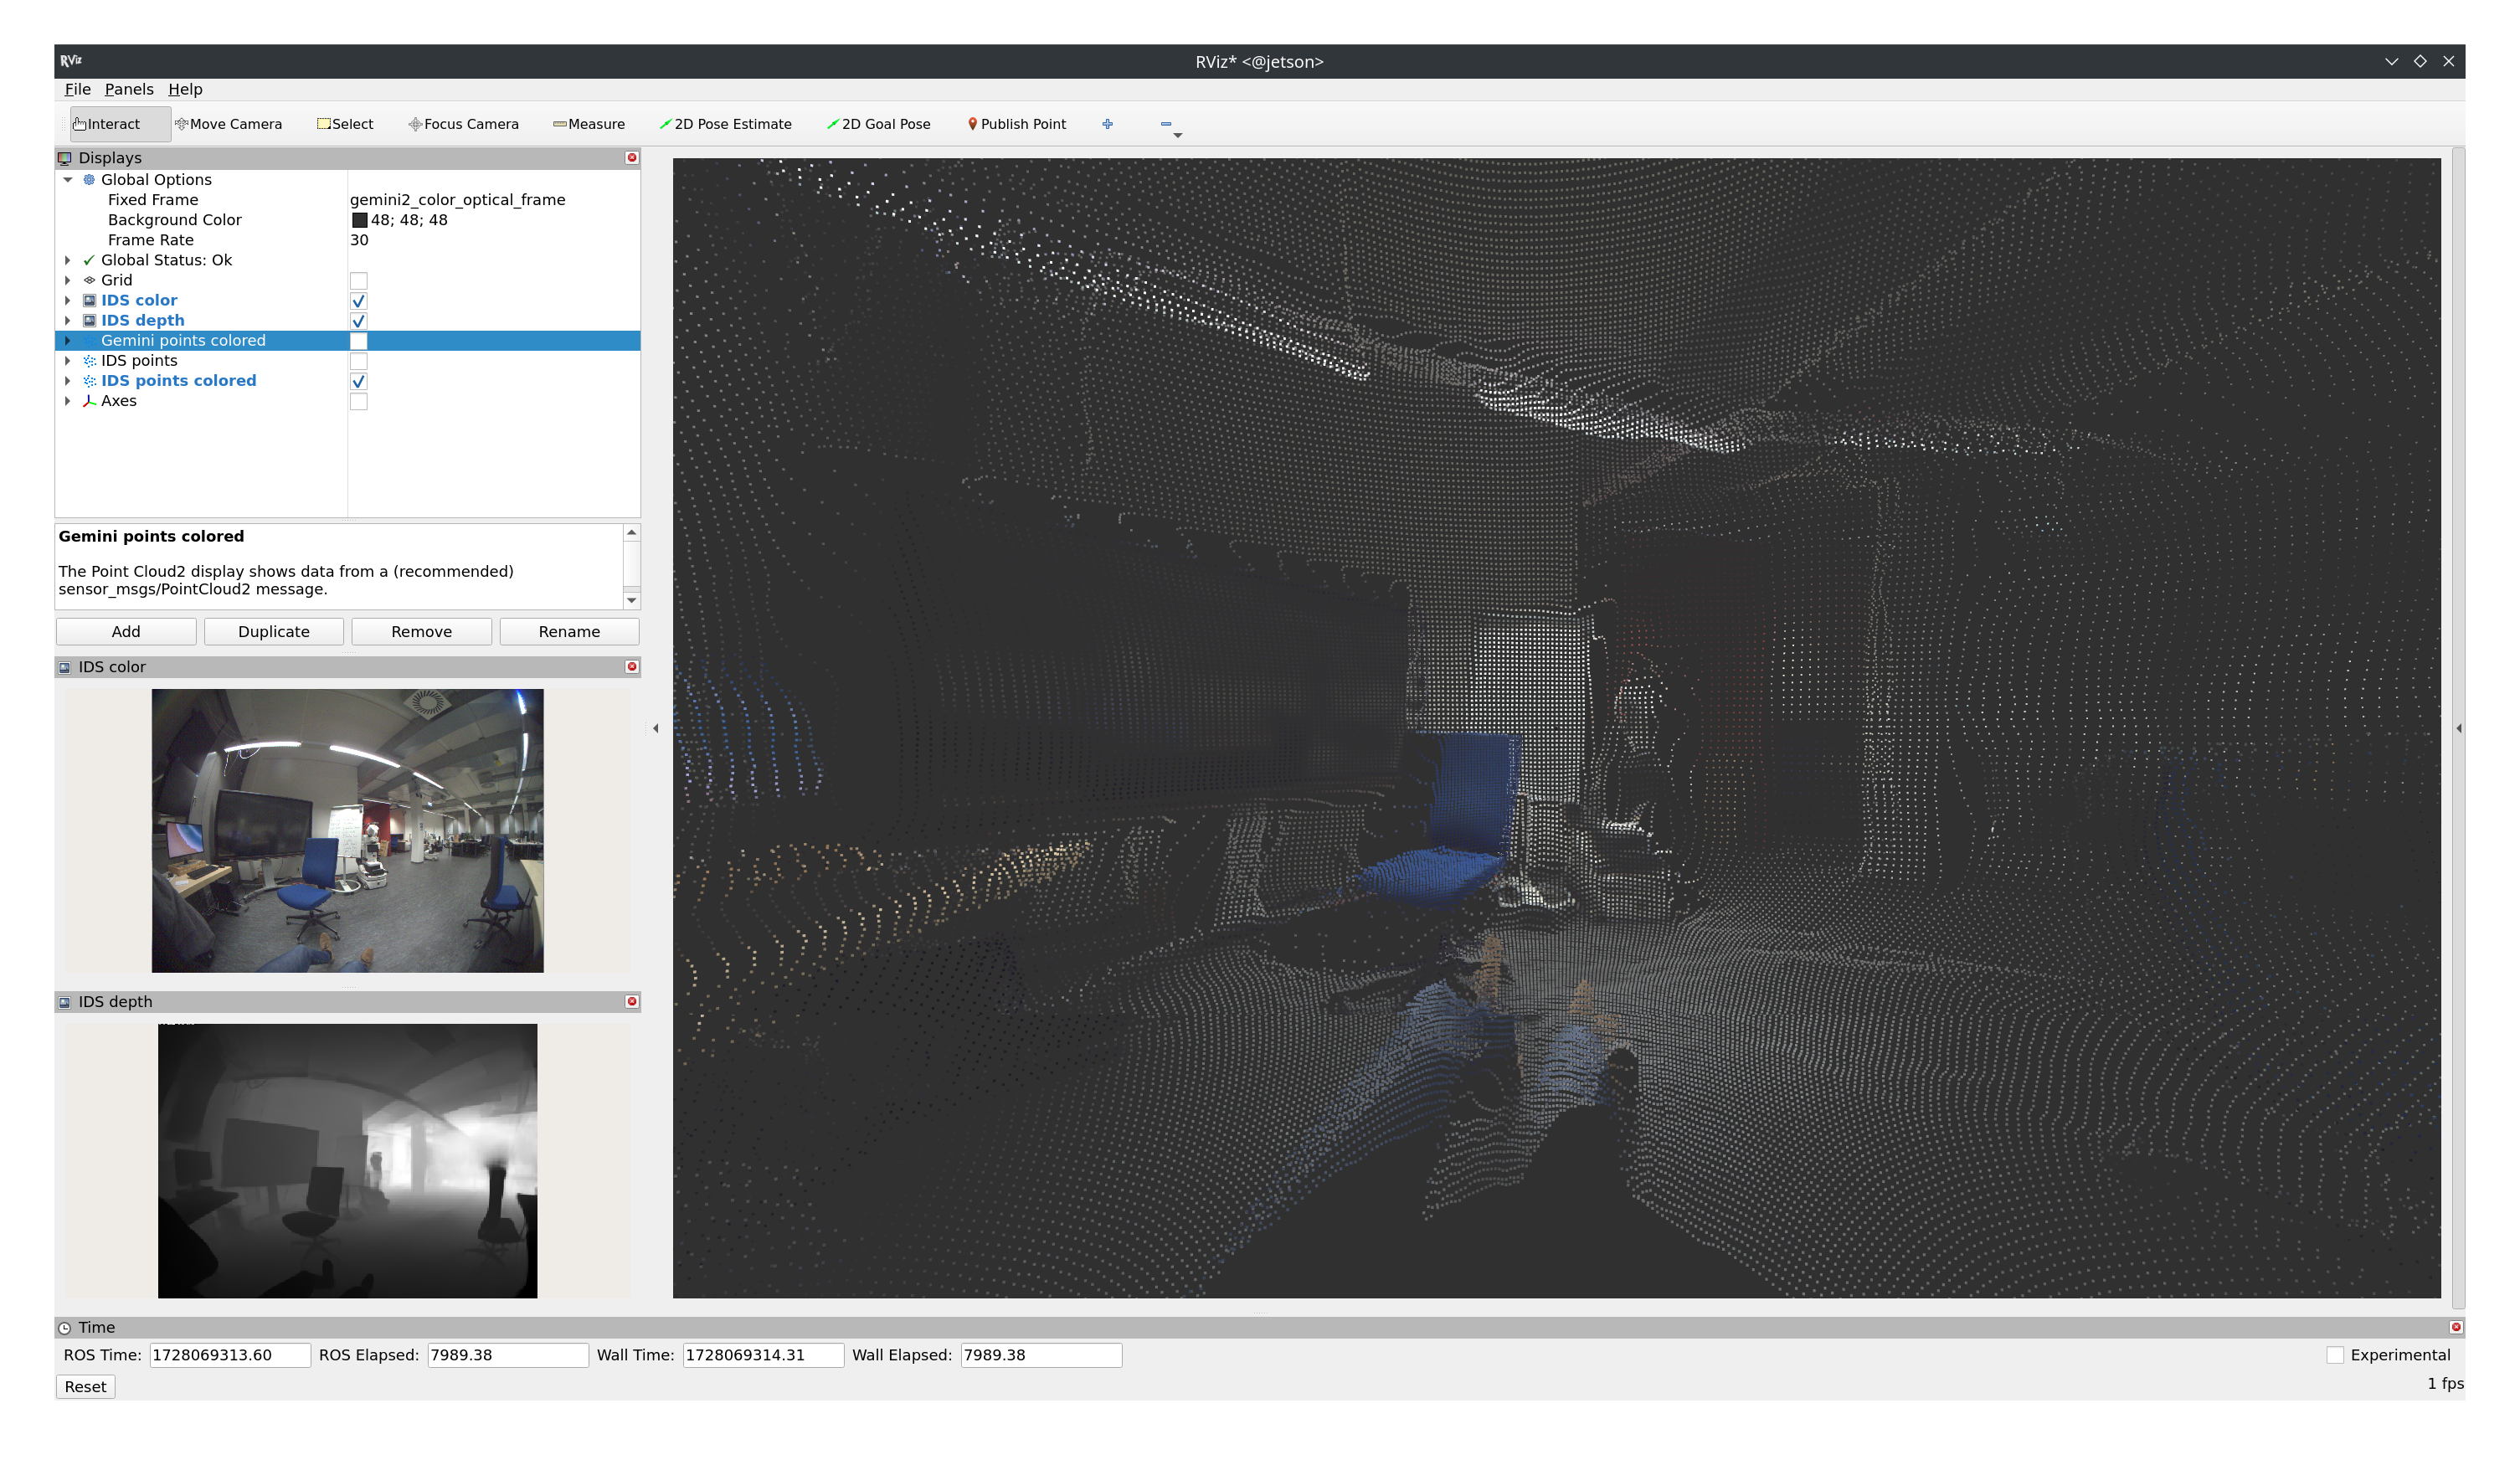 RViz
RViz* <@jetson>
File Panels Help
Interact Move Camera Select Focus Camera Measure 2D Pose Estimate 2D Goal Pose Publish Point
Displays
Global Options
Fixed Frame gemini2_color_optical_frame
Background Color 48; 48; 48
Frame Rate 30
Global Status: Ok
Grid
IDS color
IDS depth
Gemini points colored
IDS points
IDS points colored
Axes
Gemini points colored
The Point Cloud2 display shows data from a (recommended)
sensor_msgs/PointCloud2 message.
Add Duplicate Remove Rename
IDS color
IDS depth
Time
ROS Time: 1728069313.60 ROS Elapsed: 7989.38 Wall Time: 1728069314.31 Wall Elapsed: 7989.38 Experimental
Reset 1 fps